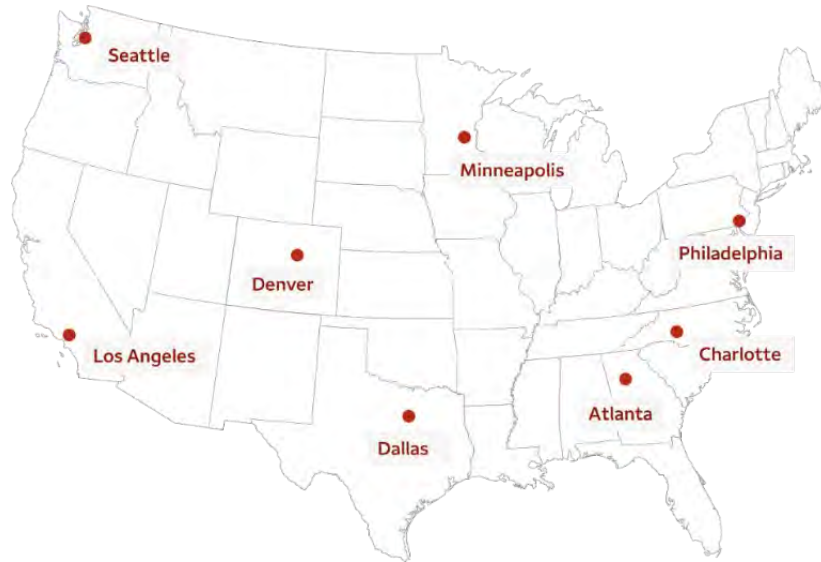 Seattle
Minneapolis
Philadelphia
Denver
Los Angeles
Charlotte
Atlanta
Dallas